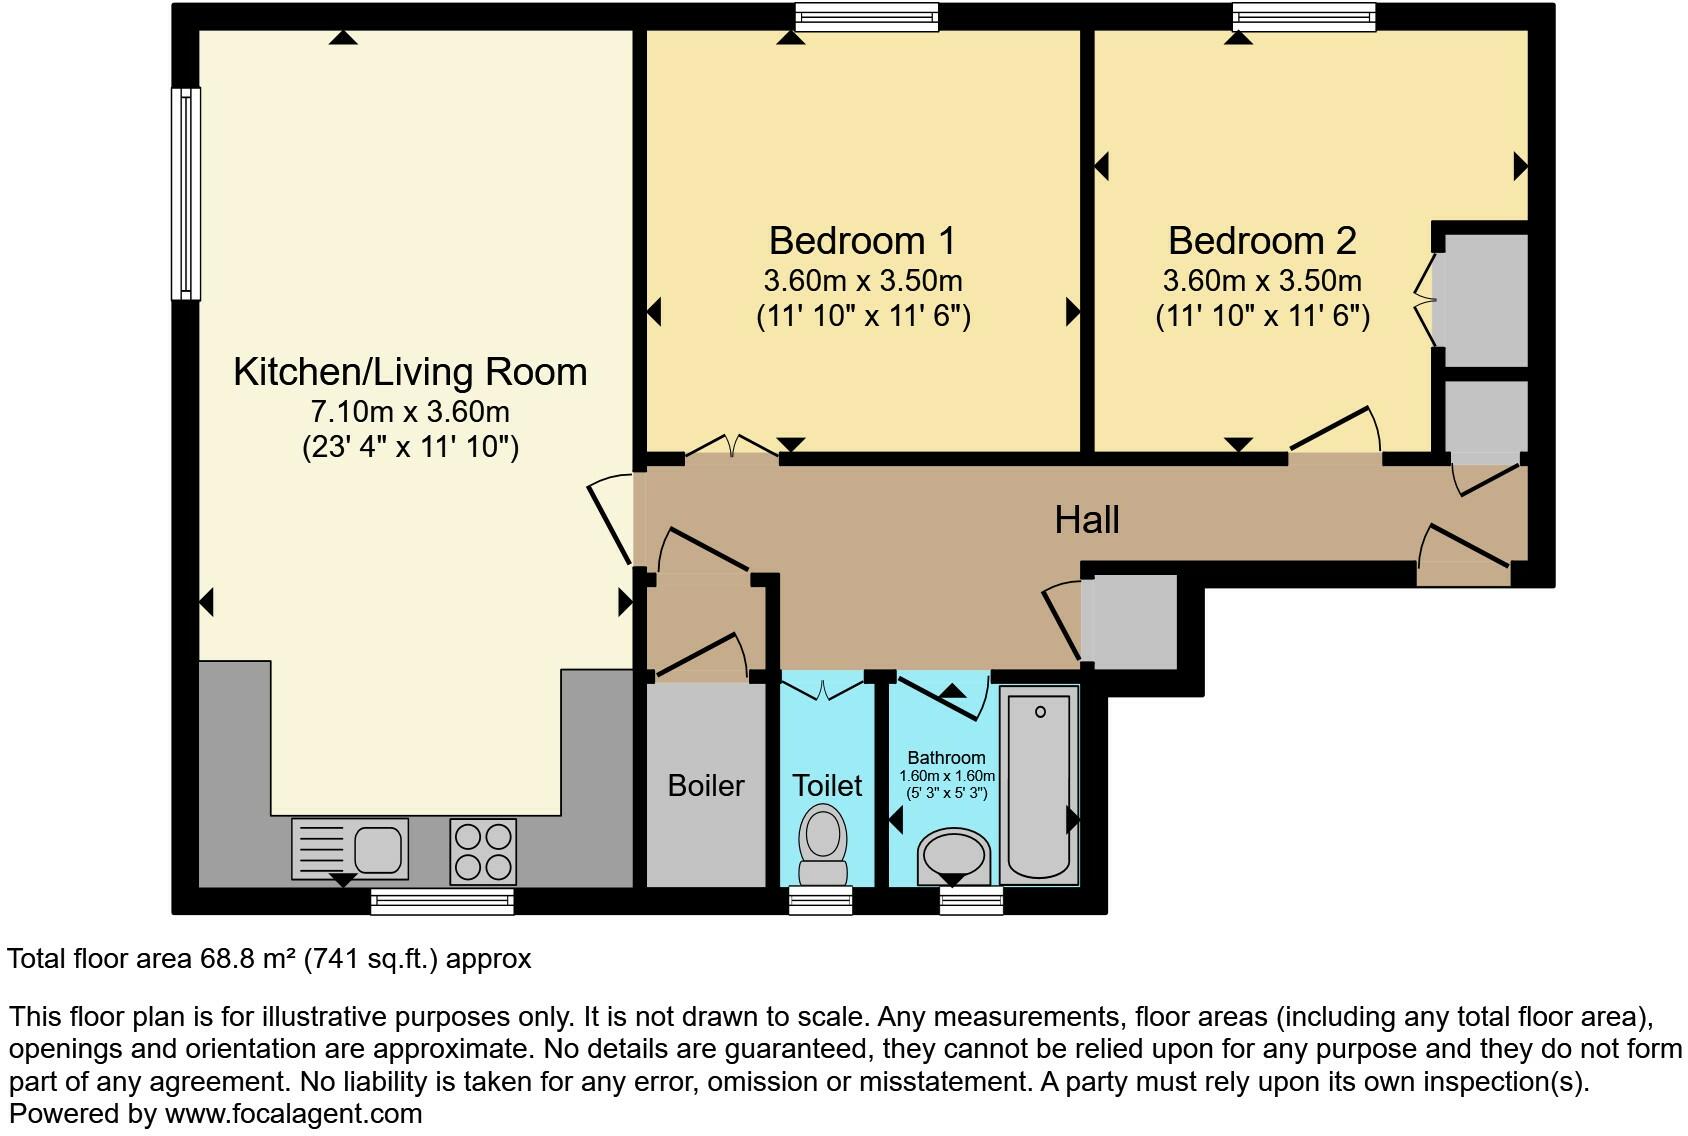 Kitchen/Living Room
7.10m x 3.60m
(23' 4" x 11' 10")
Bedroom 1
3.60m x 3.50m
(11' 10" x 11' 6")
Bedroom 2
3.60m x 3.50m
(11' 10" x 11' 6")
Hall
Boiler
Toilet
Bathroom
1.60m x 1.60m
(5' 3" x 5' 3")
Total floor area 68.8 m² (741 sq.ft.) approx
This floor plan is for illustrative purposes only. It is not drawn to scale. Any measurements, floor areas (including any total floor area),
openings and orientation are approximate. No details are guaranteed, they cannot be relied upon for any purpose and they do not form
part of any agreement. No liability is taken for any error, omission or misstatement. A party must rely upon its own inspection(s).
Powered by www.focalagent.com